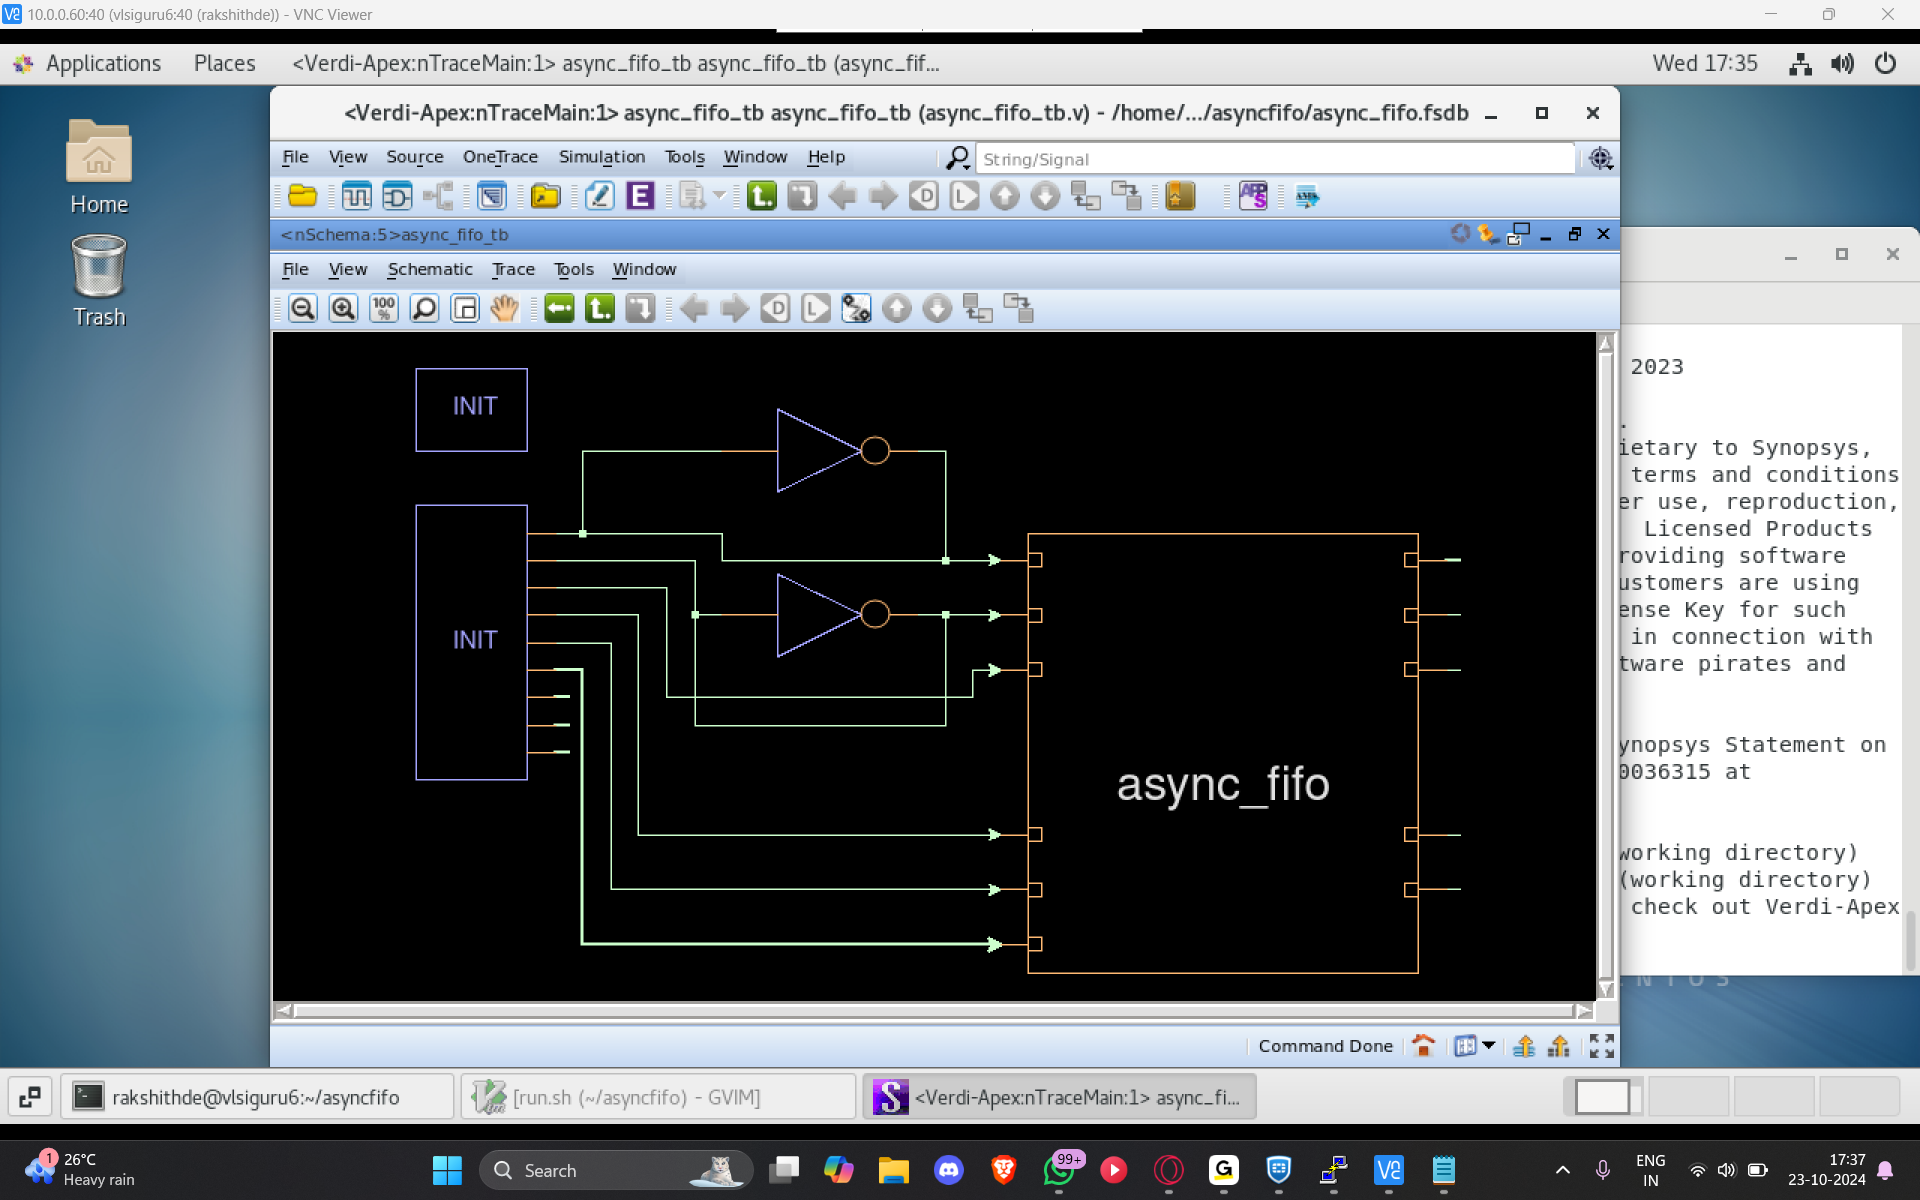 10.0.0.60:40 (vlsiguru6:40 (rakshithde)) - VNC Viewer
Applications Places <Verdi-Apex:nTraceMain:1> async_fifo_tb async_fifo_tb (async_fif... Wed 17:35
Home
Trash
<Verdi-Apex:nTraceMain:1> async_fifo_tb async_fifo_tb (async_fifo_tb.v) - /home/.../asyncfifo/async_fifo.fsdb
File View Source OneTrace Simulation Tools Window Help String/Signal
<nSchema:5>async_fifo_tb
File View Schematic Trace Tools Window
100 %
INIT
INIT
async_fifo
2023
.
ietary to Synopsys,
terms and conditions
er use, reproduction,
Licensed Products
roviding software
ustomers are using
ense Key for such
in connection with
tware pirates and
ynopsys Statement on
0036315 at
working directory)
(working directory)
check out Verdi-Apex
Command Done
rakshithde@vlsiguru6:~/asyncfifo [run.sh (~/asyncfifo) - GVIM] <Verdi-Apex:nTraceMain:1> async_fi...
1 26°C
Heavy rain
Search
99+
ENG
IN
17:37
23-10-2024